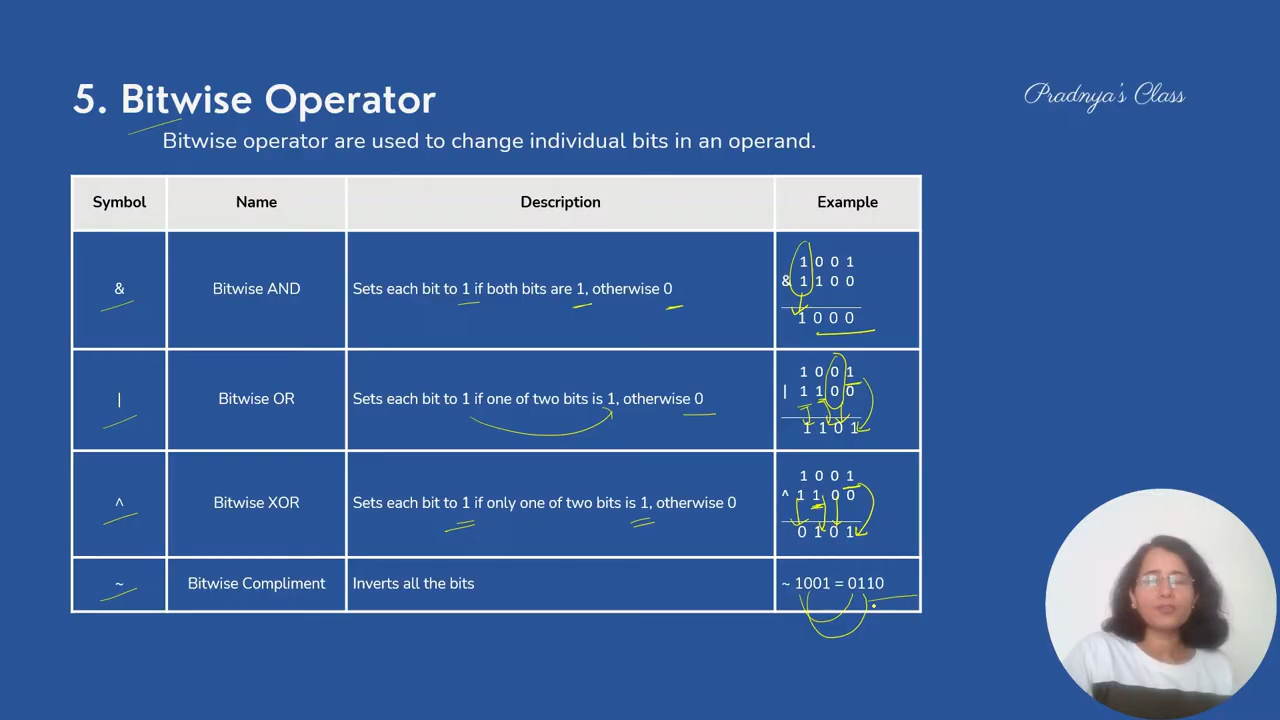 5. Bitwise Operator
Pradnya's Class
Bitwise operator are used to change individual bits in an operand.
Symbol Name Description Example
& Bitwise AND Sets each bit to 1 if both bits are 1, otherwise 0
1 0 0 1
& 1 1 0 0
1 0 0 0
| Bitwise OR Sets each bit to 1 if one of two bits is 1, otherwise 0
1 0 0 1
| 1 1 0 0
1 1 0 1
^ Bitwise XOR Sets each bit to 1 if only one of two bits is 1, otherwise 0
1 0 0 1
^ 1 1 0 0
0 1 0 1
~ Bitwise Compliment Inverts all the bits ~ 1001 = 0110